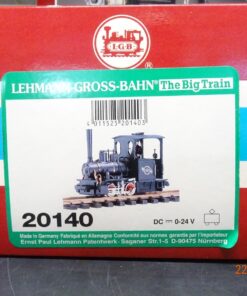 LGB
LEHMANN-GROSS-BAHN® The Big Train
4 011525 201403
20140
DC ⎓ 0-24 V
Made in Germany Fabriqué en Allemagne Conformité aux normes garantie par l'importateur
Ernst Paul Lehmann Patentwerk · Saganer Str.1-5 D-90475 Nürnberg